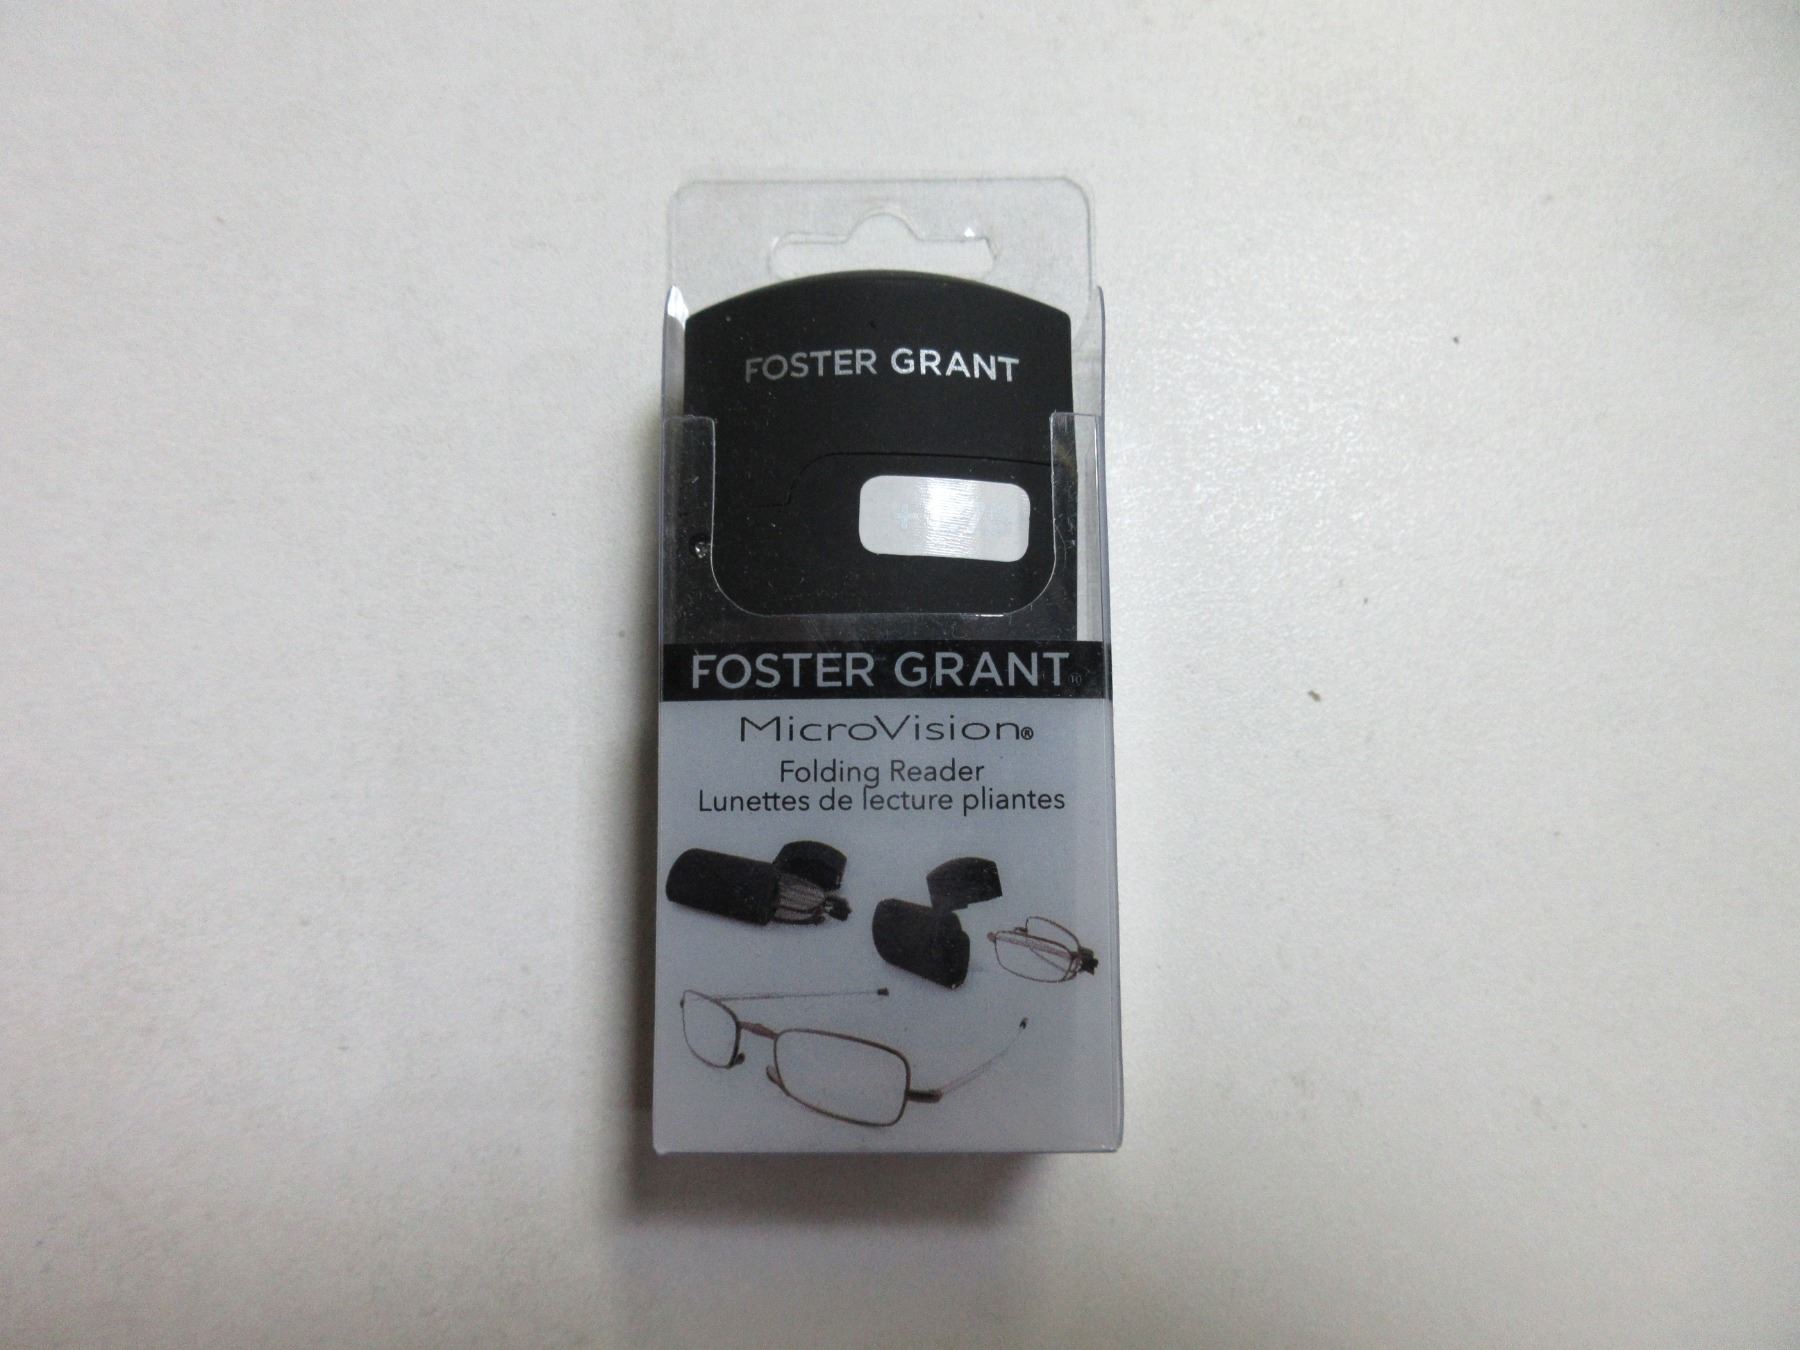 FOSTER GRANT
FOSTER GRANT®
MicroVision®
Folding Reader
Lunettes de lecture pliantes